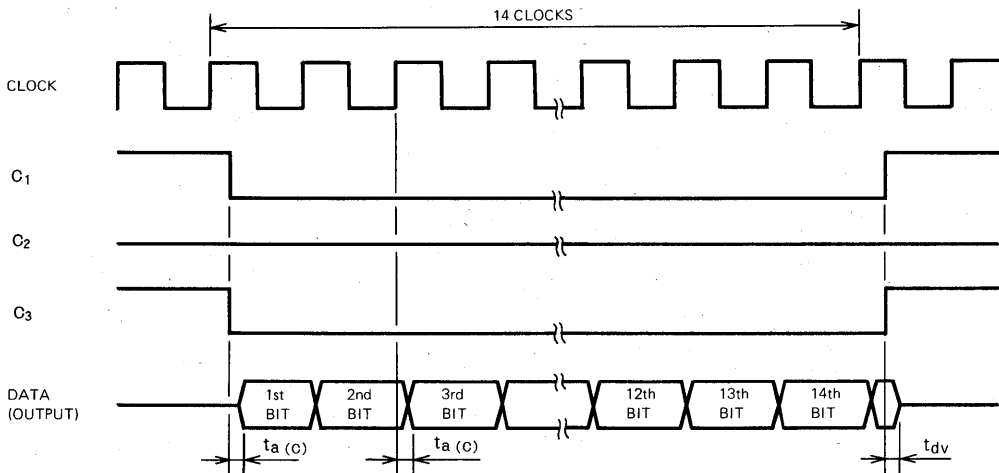 14 CLOCKS
CLOCK
C1
C2
C3
DATA
(OUTPUT)
1st
BIT
2nd
BIT
3rd
BIT
12th
BIT
13th
BIT
14th
BIT
ta (C)
ta (C)
tdv